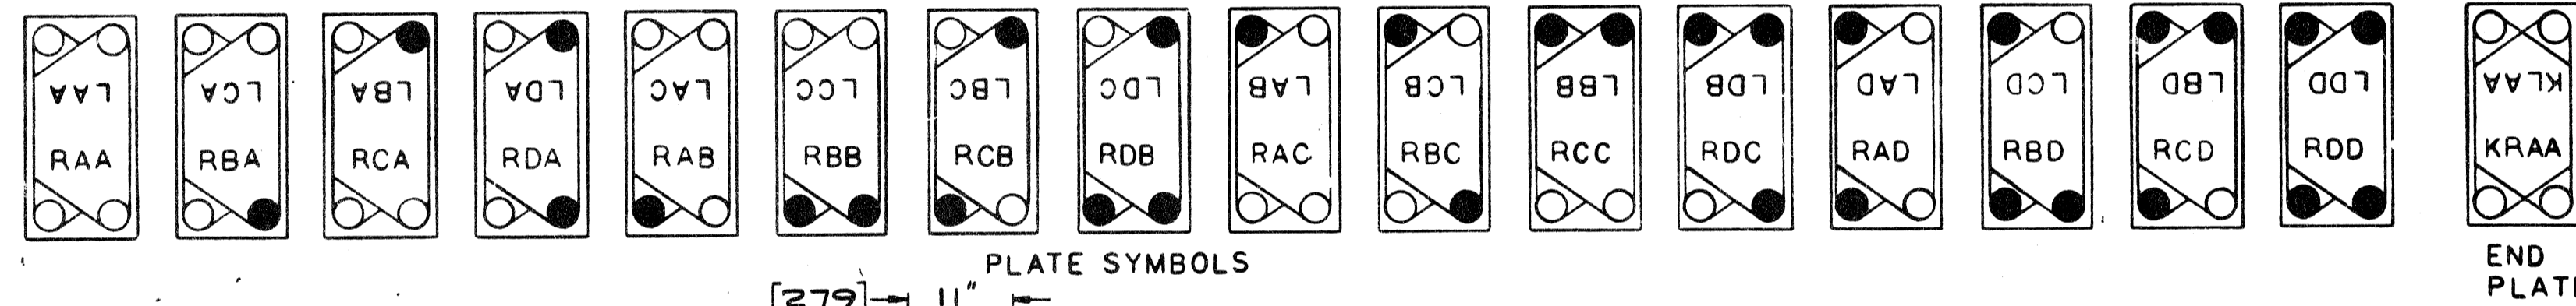 LAA LCA LBA LDA LAC LCC LBC LDC LAB LCB LBB LDB LAD LCD LBD LDD KLAA
RAA RBA RCA RDA RAB RBB RCB RDB RAC RBC RCC RDC RAD RBD RCD RDD KRAA
PLATE SYMBOLS
END
PLATE
[279] 11"